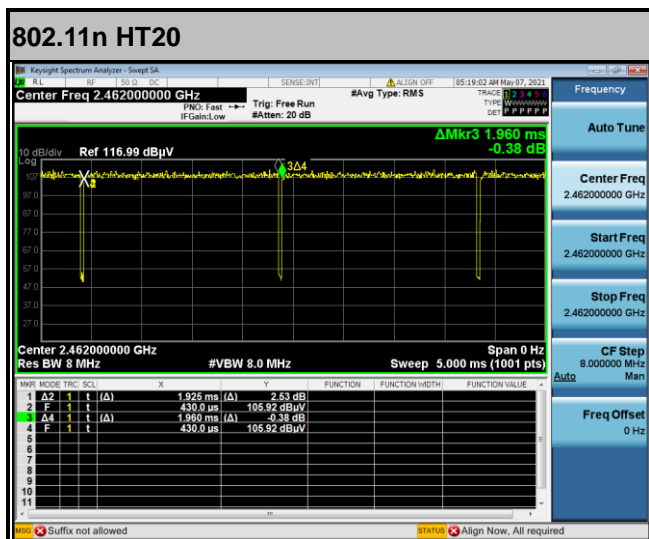 802.11n HT20
Keysight Spectrum Analyzer - Swept SA
RL RF 50 Ω DC SENSE:INT ALIGN OFF 05:19:02 AM May 07, 2021
Center Freq 2.462000000 GHz #Avg Type: RMS TRACE 1 2 3 4 5 6
PNO: Fast Trig: Free Run TYPE WWWWWW
IFGain:Low #Atten: 20 dB DET P P P P P P
Frequency
Auto Tune
ΔMkr3 1.960 ms
10 dB/div Ref 116.99 dBµV -0.38 dB
Log
107
97.0
87.0
77.0
67.0
57.0
47.0
37.0
27.0
3Δ4
Center Freq
2.462000000 GHz
Start Freq
2.462000000 GHz
Stop Freq
2.462000000 GHz
CF Step
8.000000 MHz
Auto Man
Freq Offset
0 Hz
Center 2.462000000 GHz Span 0 Hz
Res BW 8 MHz #VBW 8.0 MHz Sweep 5.000 ms (1001 pts)
MKR MODE TRC SCL X Y FUNCTION FUNCTION WIDTH FUNCTION VALUE
1 Δ2 1 t (Δ) 1.925 ms (Δ) 2.53 dB
2 F 1 t 430.0 µs 105.92 dBµV
3 Δ4 1 t (Δ) 1.960 ms (Δ) -0.38 dB
4 F 1 t 430.0 µs 105.92 dBµV
5
6
7
8
9
10
11
MSG Suffix not allowed STATUS Align Now, All required